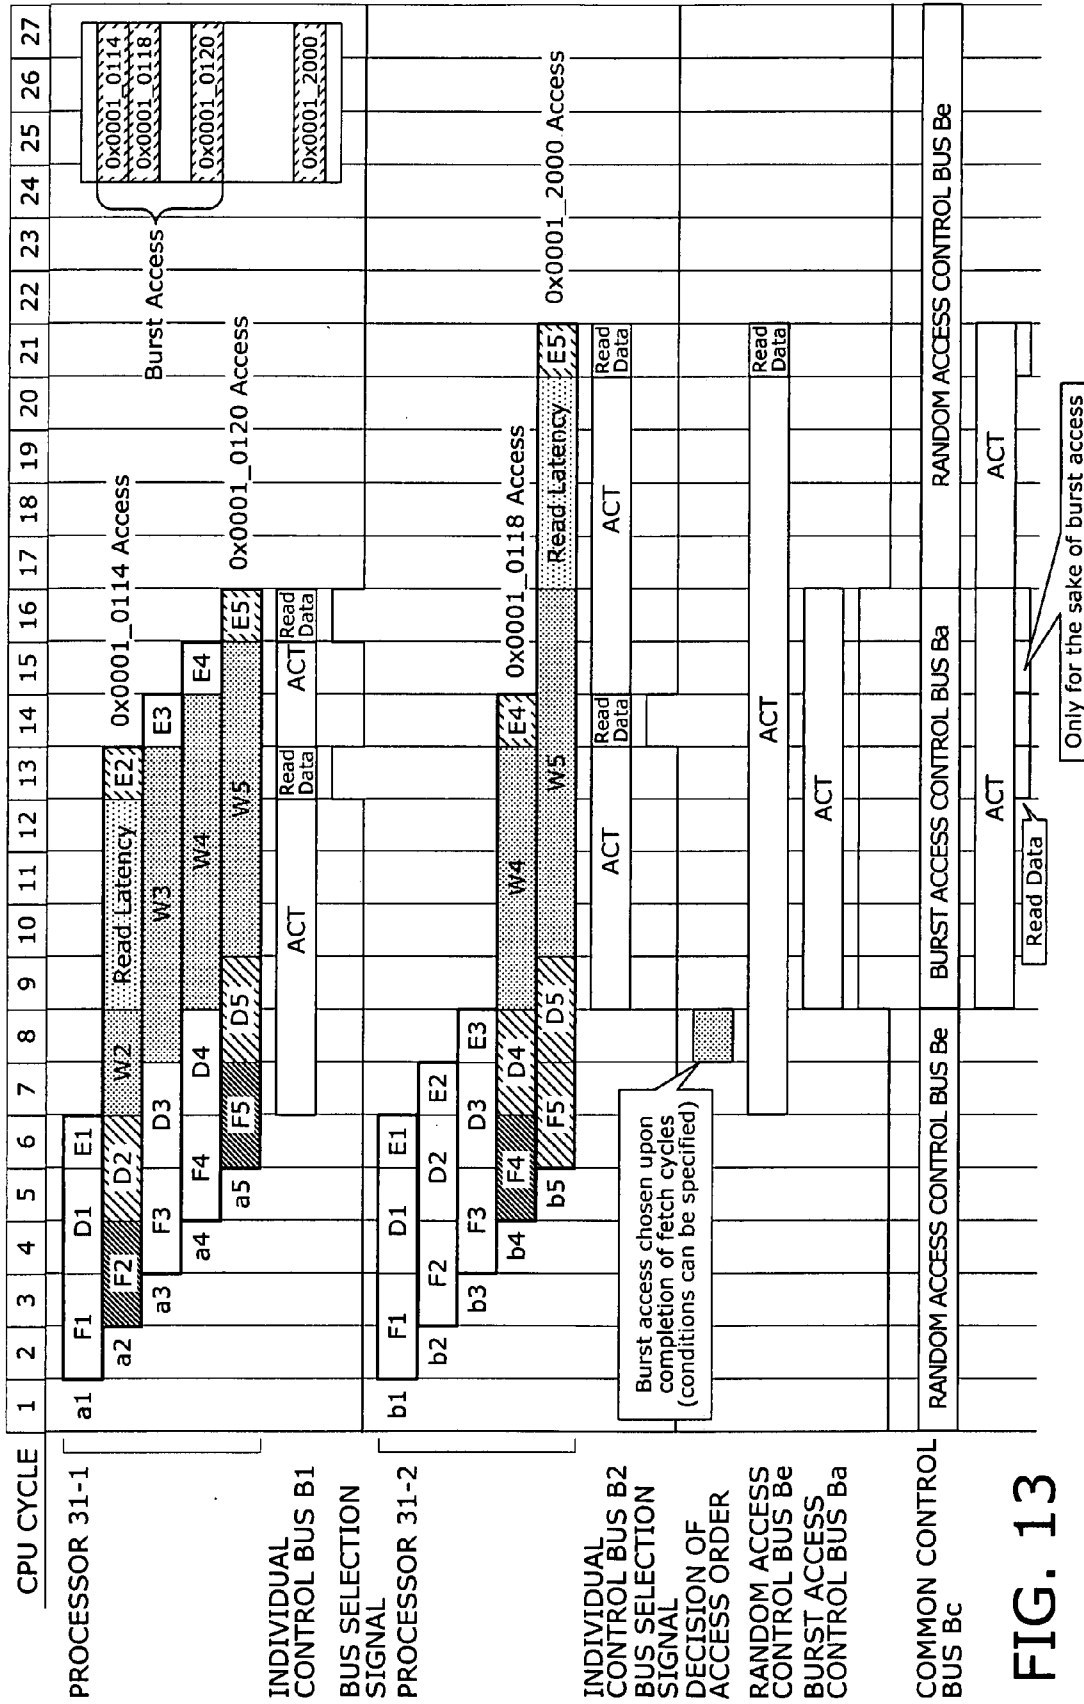 CPU CYCLE 1 2 3 4 5 6 7 8 9 10 11 12 13 14 15 16 17 18 19 20 21 22 23 24 25 26 27
PROCESSOR 31-1
a1 F1 D1 E1
a2 F2 D2 W2 Read Latency E2 0x0001_0114 Access
a3 F3 D3 W3 E3
a4 F4 D4 W4 E4
a5 F5 D5 W5 E5 0x0001_0120 Access
Burst Access
0x0001_0114
0x0001_0118
0x0001_0120
0x0001_2000
INDIVIDUAL
CONTROL BUS B1
ACT
Read
Data
ACT
Read
Data
BUS SELECTION
SIGNAL
PROCESSOR 31-2
b1 F1 D1 E1
b2 F2 D2 E2
b3 F3 D3 E3
b4 F4 D4 W4 E4 0x0001_0118 Access
b5 F5 D5 W5 Read Latency E5 0x0001_2000 Access
INDIVIDUAL
CONTROL BUS B2
ACT
Read
Data
ACT
Read
Data
BUS SELECTION
SIGNAL
DECISION OF
ACCESS ORDER
Burst access chosen upon
completion of fetch cycles
(conditions can be specified)
RANDOM ACCESS
CONTROL BUS Be
ACT
Read
Data
BURST ACCESS
CONTROL BUS Ba
ACT
COMMON CONTROL
BUS Bc
RANDOM ACCESS CONTROL BUS Be
BURST ACCESS CONTROL BUS Ba
RANDOM ACCESS CONTROL BUS Be
ACT
ACT
Read Data
Only for the sake of burst access
FIG. 13